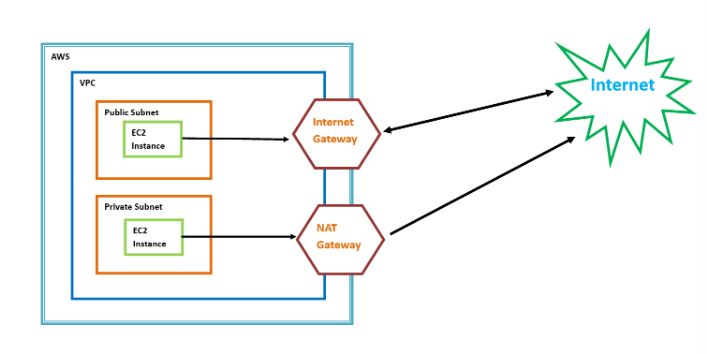 AWS
VPC
Public Subnet
EC2
Instance
Internet
Gateway
Internet
Private Subnet
EC2
Instance
NAT
Gateway